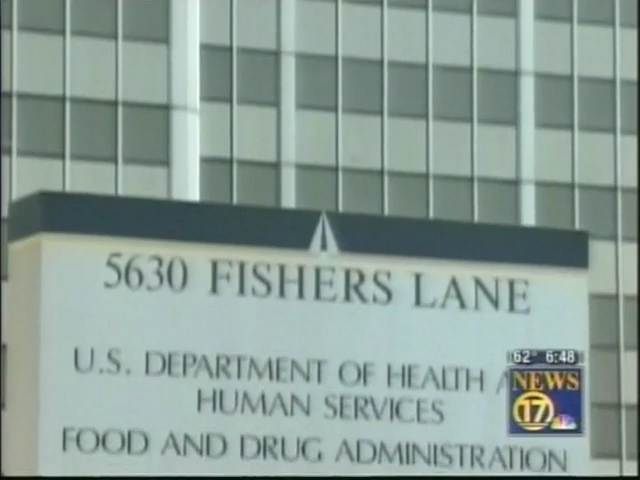 5630 FISHERS LANE
U.S. DEPARTMENT OF HEALTH
HUMAN SERVICES
FOOD AND DRUG ADMINISTRATION
62° 6:48
NEWS
17